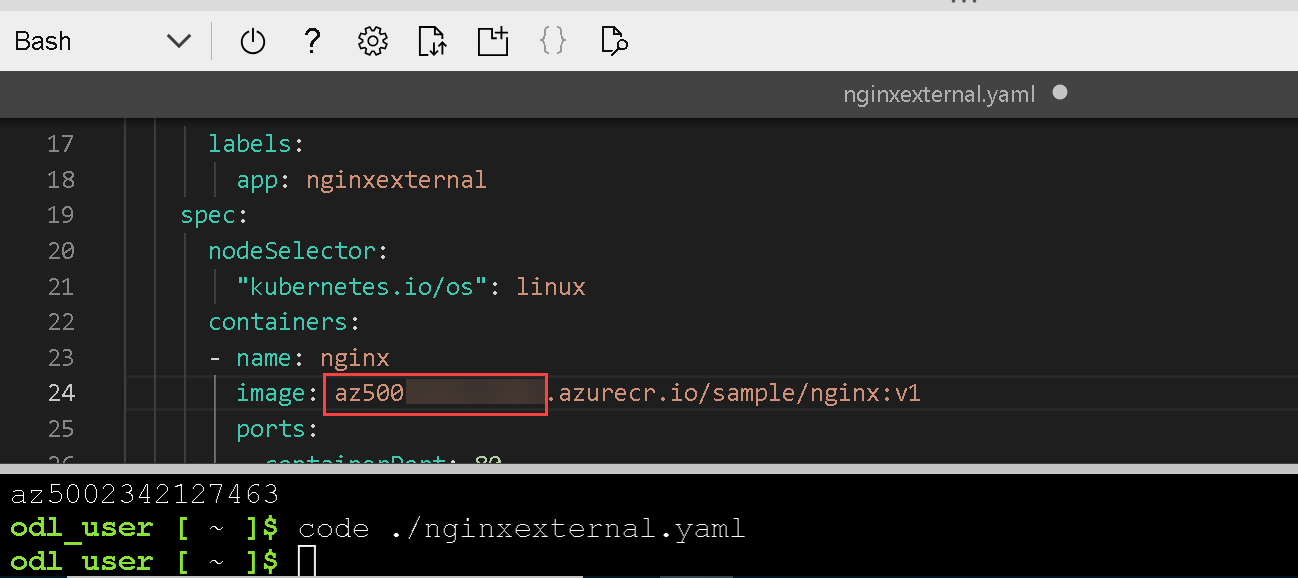 Bash
nginxexternal.yaml
17 labels:
18 app: nginxexternal
19 spec:
20 nodeSelector:
21 "kubernetes.io/os": linux
22 containers:
23 - name: nginx
24 image: az500 .azurecr.io/sample/nginx:v1
25 ports:
26 containerPort: 80
az5002342127463
odl_user [ ~ ]$ code ./nginxexternal.yaml
odl_user [ ~ ]$